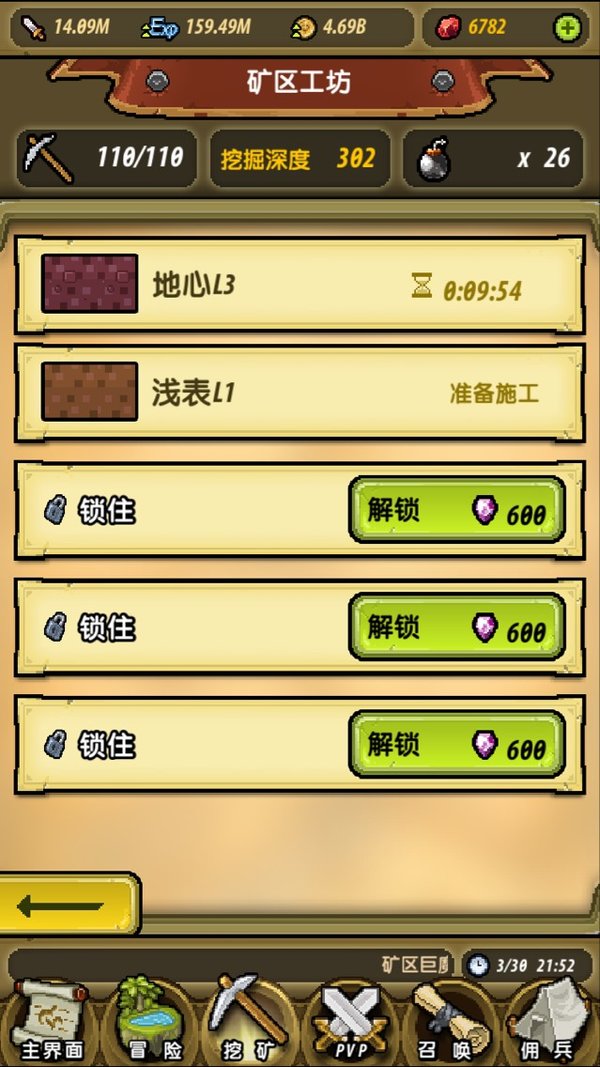 14.09M Exp 159.49M 4.69B 6782
矿区工坊
110/110 挖掘深度 302 x 26
地心L3 0:09:54
浅表L1 准备施工
锁住 解锁 600
锁住 解锁 600
锁住 解锁 600
矿区巨 3/30 21:52
主界面 冒险 挖矿 PVP 召唤 佣兵